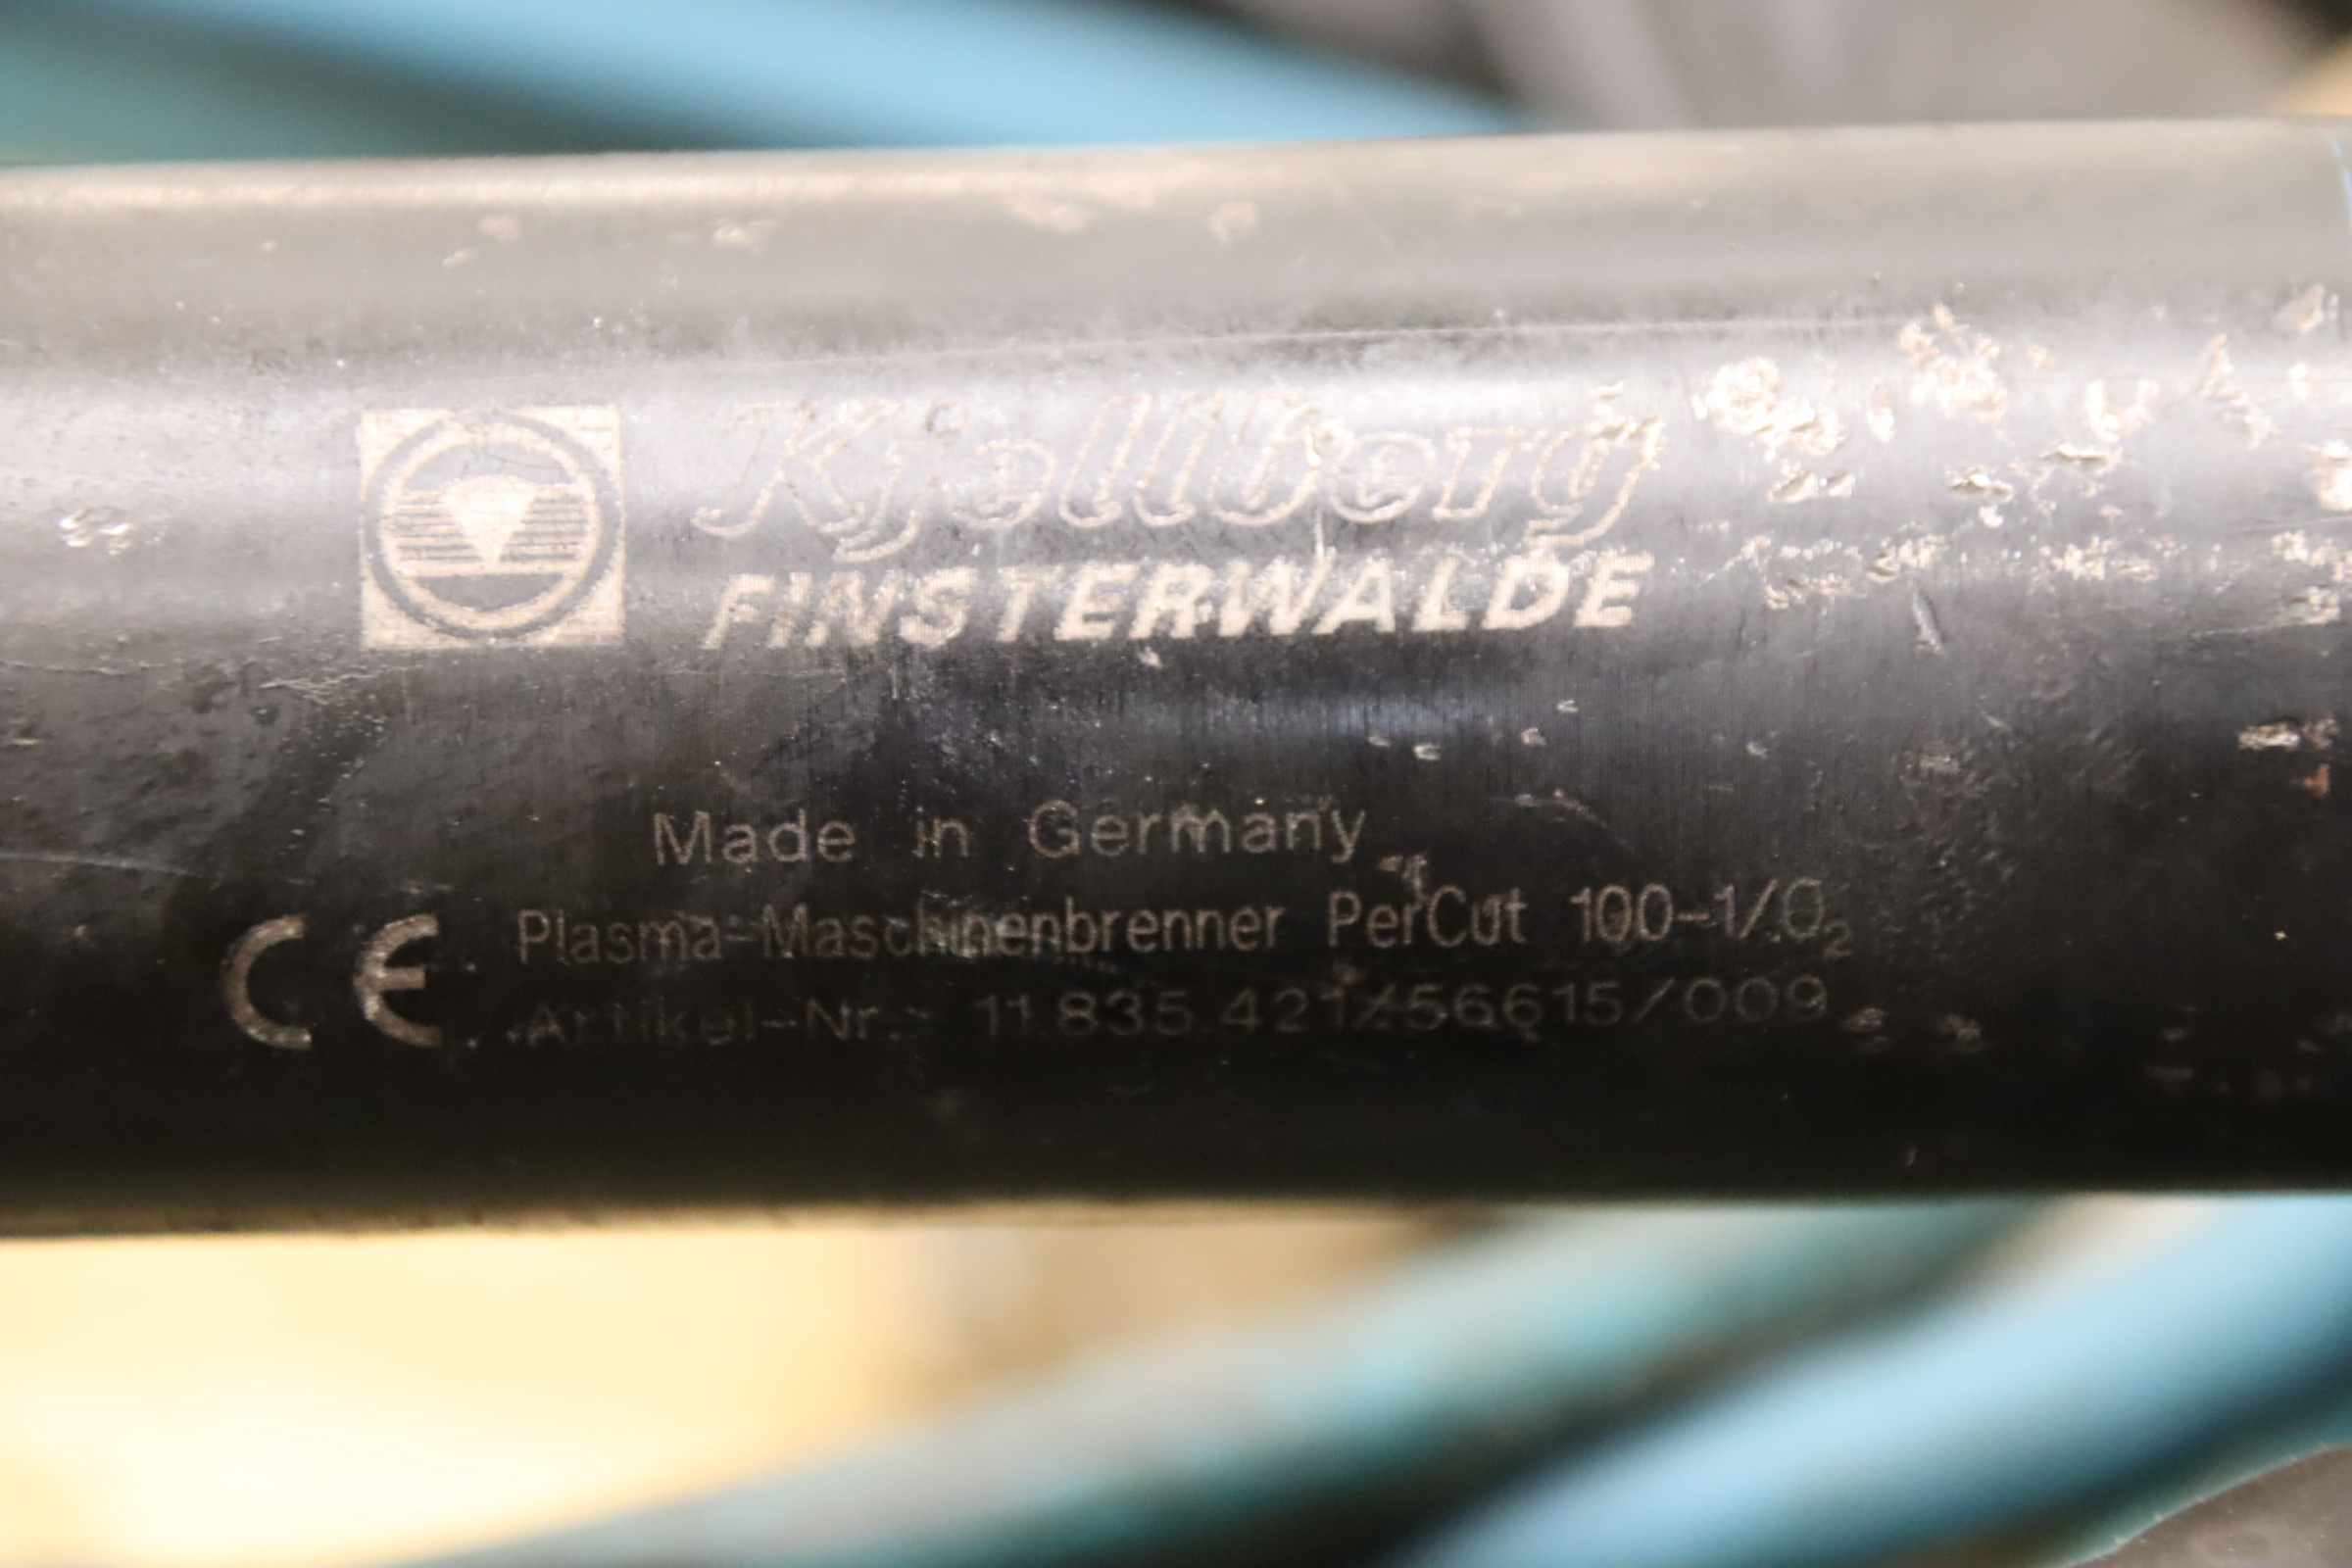 Kjellberg
FINSTERWALDE
Made in Germany
CE Plasma-Maschinenbrenner PerCut 100-1/O₂
Artikel-Nr.: 11.835.421/56615/009